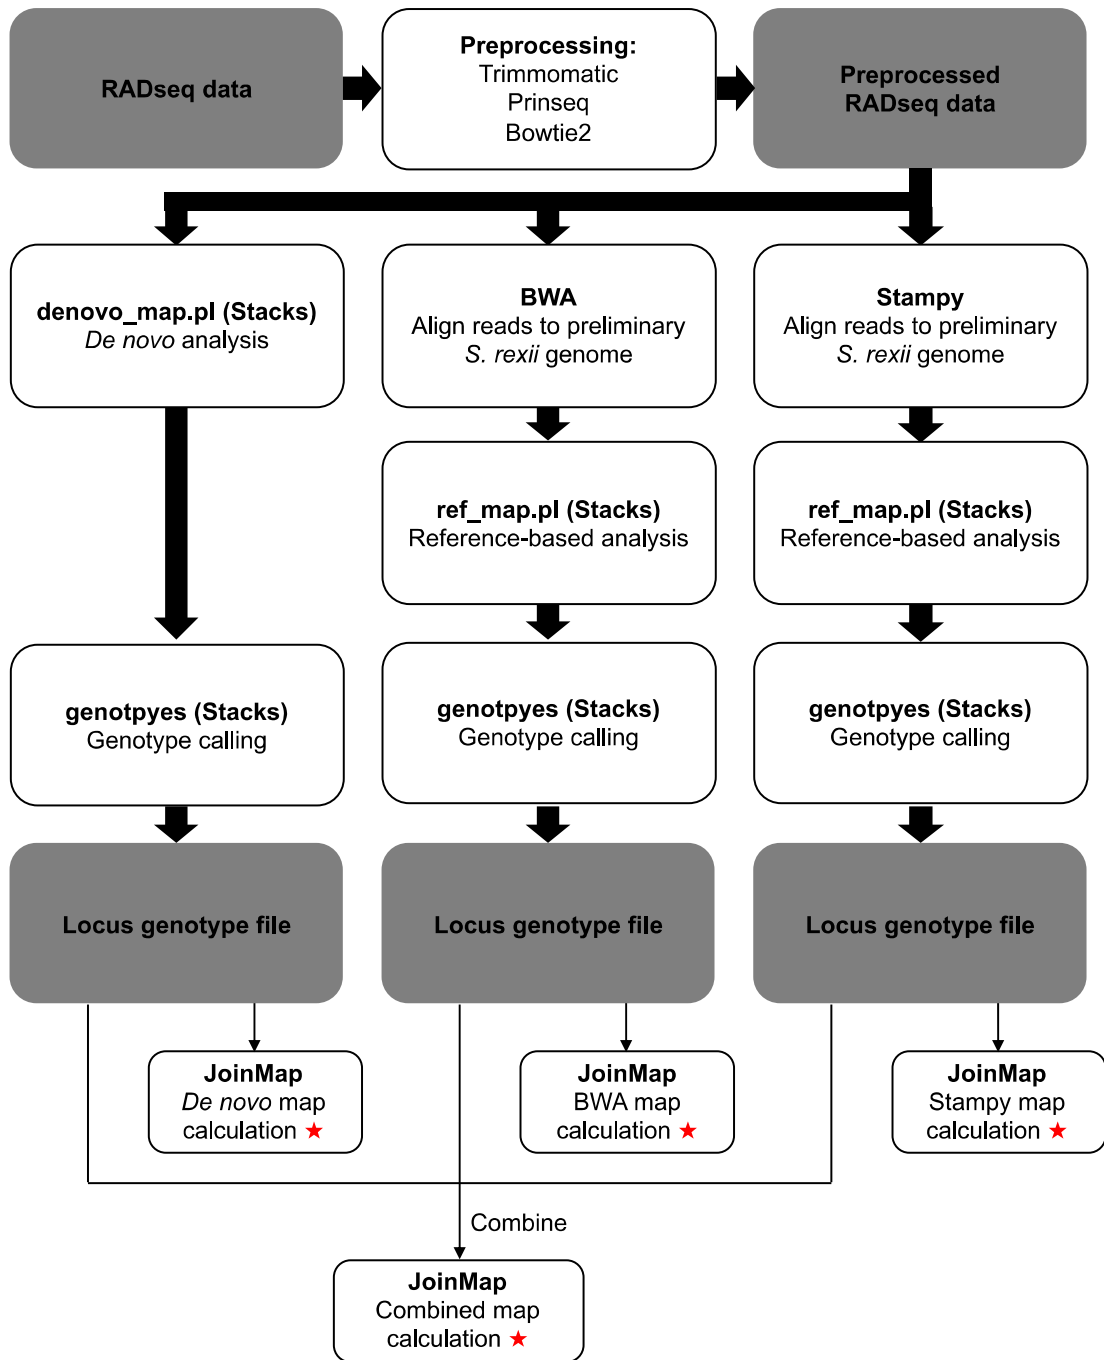 RADseq data
Preprocessing:
Trimmomatic
Prinseq
Bowtie2
Preprocessed
RADseq data
denovo_map.pl (Stacks)
De novo analysis
BWA
Align reads to preliminary
S. rexii genome
Stampy
Align reads to preliminary
S. rexii genome
ref_map.pl (Stacks)
Reference-based analysis
ref_map.pl (Stacks)
Reference-based analysis
genotpyes (Stacks)
Genotype calling
genotpyes (Stacks)
Genotype calling
genotpyes (Stacks)
Genotype calling
Locus genotype file
Locus genotype file
Locus genotype file
JoinMap
De novo map
calculation ★
JoinMap
BWA map
calculation ★
JoinMap
Stampy map
calculation ★
Combine
JoinMap
Combined map
calculation ★